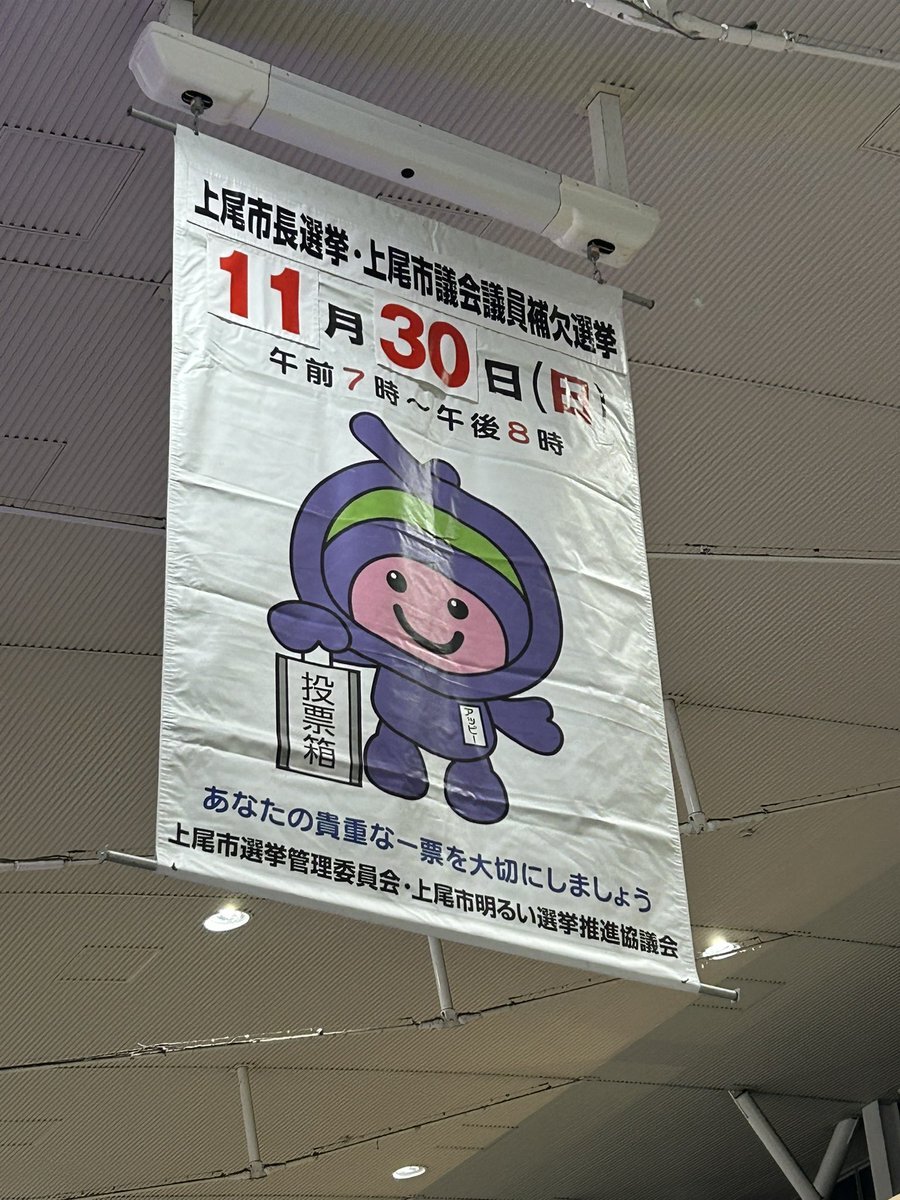 上尾市長選挙・上尾市議会議員補欠選挙
11月30日(日)
午前7時～午後8時
投票箱
アッピー
あなたの貴重な一票を大切にしましょう
上尾市選挙管理委員会・上尾市明るい選挙推進協議会